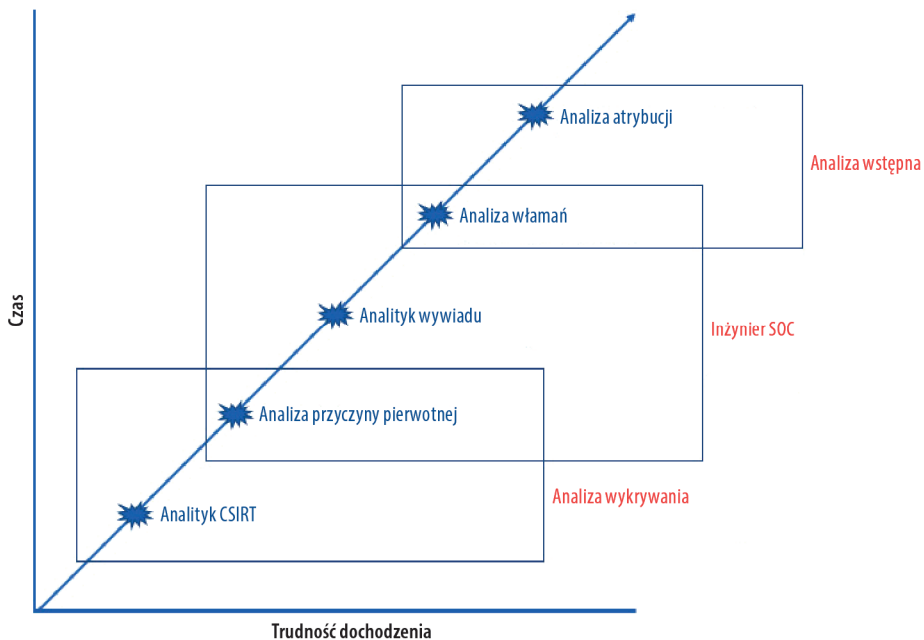 Analiza atrybucji
Analiza wstępna
Analiza włamań
Analityk wywiadu
Inżynier SOC
Czas
Analiza przyczyny pierwotnej
Analiza wykrywania
Analityk CSIRT
Trudność dochodzenia